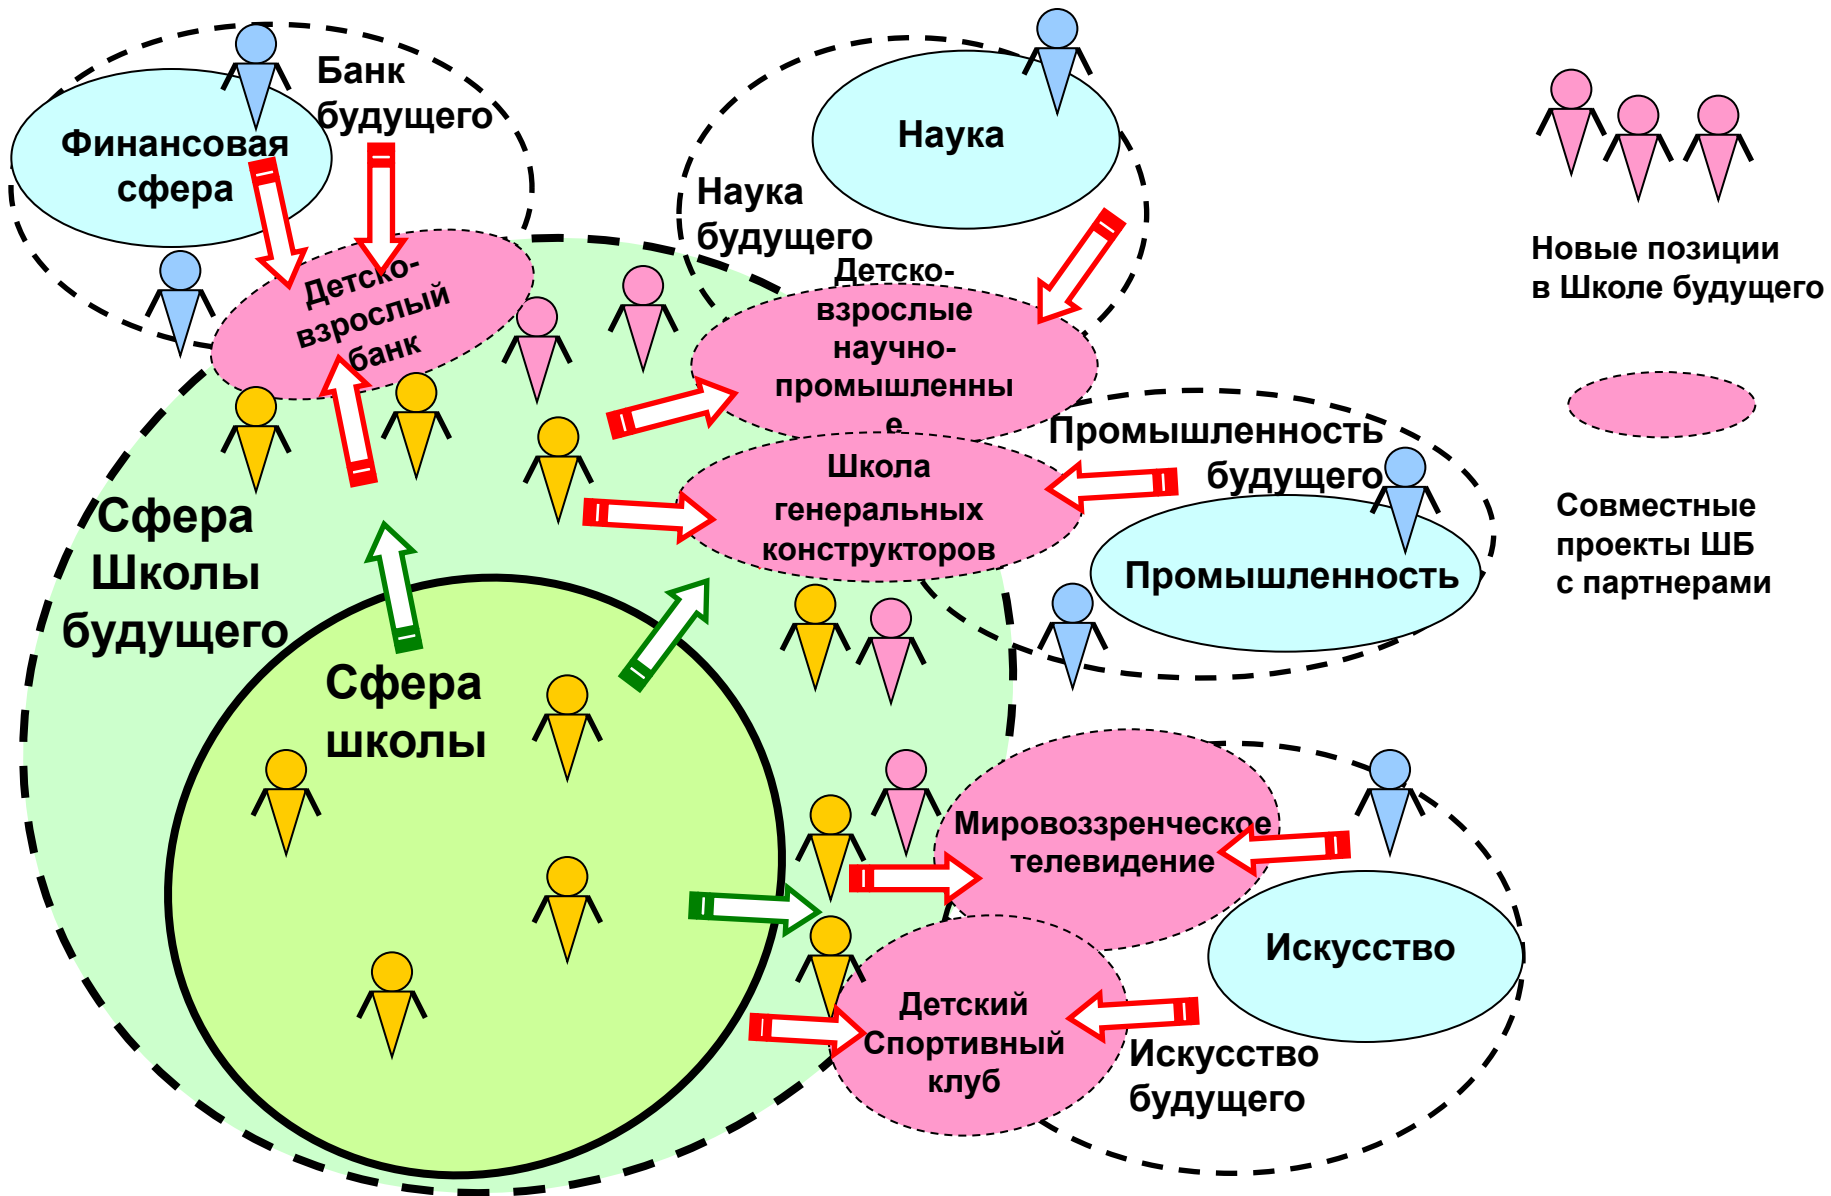 Банк
будущего
Финансовая
сфера
Наука
Наука
будущего
Новые позиции
в Школе будущего
Детско-
взрослый
банк
Детско-
взрослые
научно-
промышленны
е
Промышленность
будущего
Школа
генеральных
конструкторов
Сфера
Школы
будущего
Промышленность
Совместные
проекты ШБ
с партнерами
Сфера
школы
Мировоззренческое
телевидение
Искусство
Детский
Спортивный
клуб
Искусство
будущего